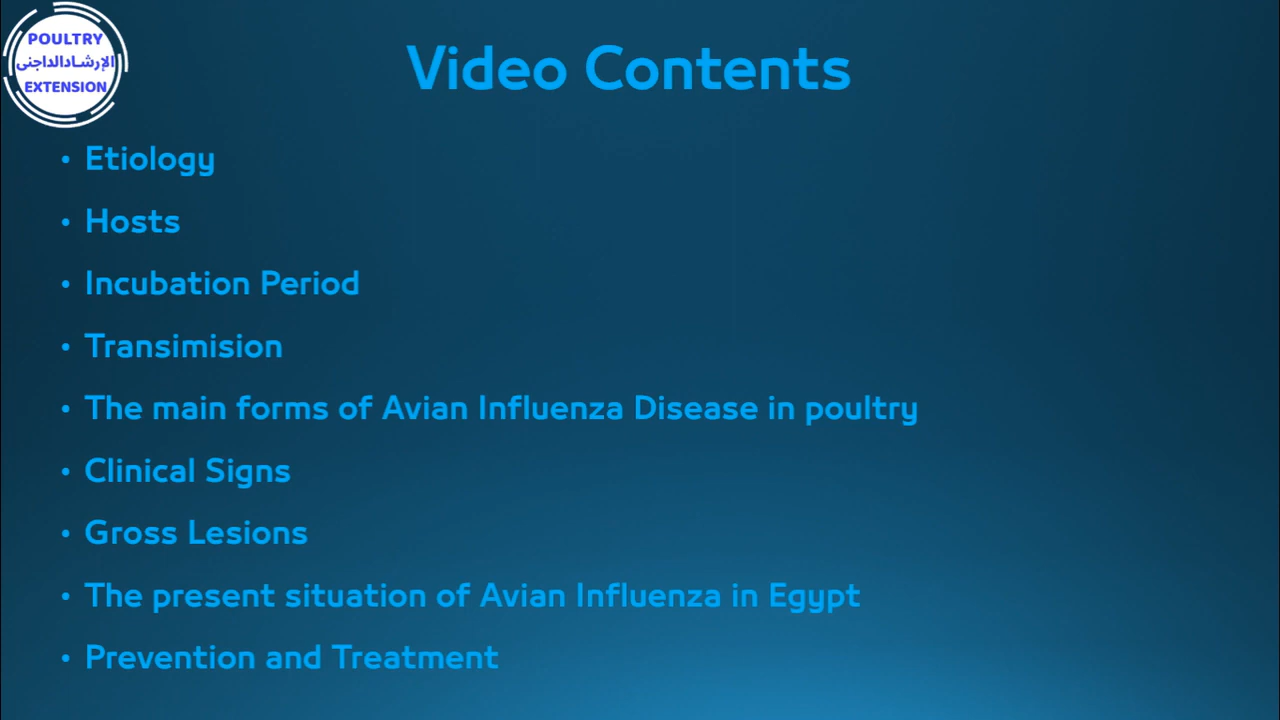 POULTRY
الإرشادالداجنى
EXTENSION
Video Contents
• Etiology
• Hosts
• Incubation Period
• Transimision
• The main forms of Avian Influenza Disease in poultry
• Clinical Signs
• Gross Lesions
• The present situation of Avian Influenza in Egypt
• Prevention and Treatment